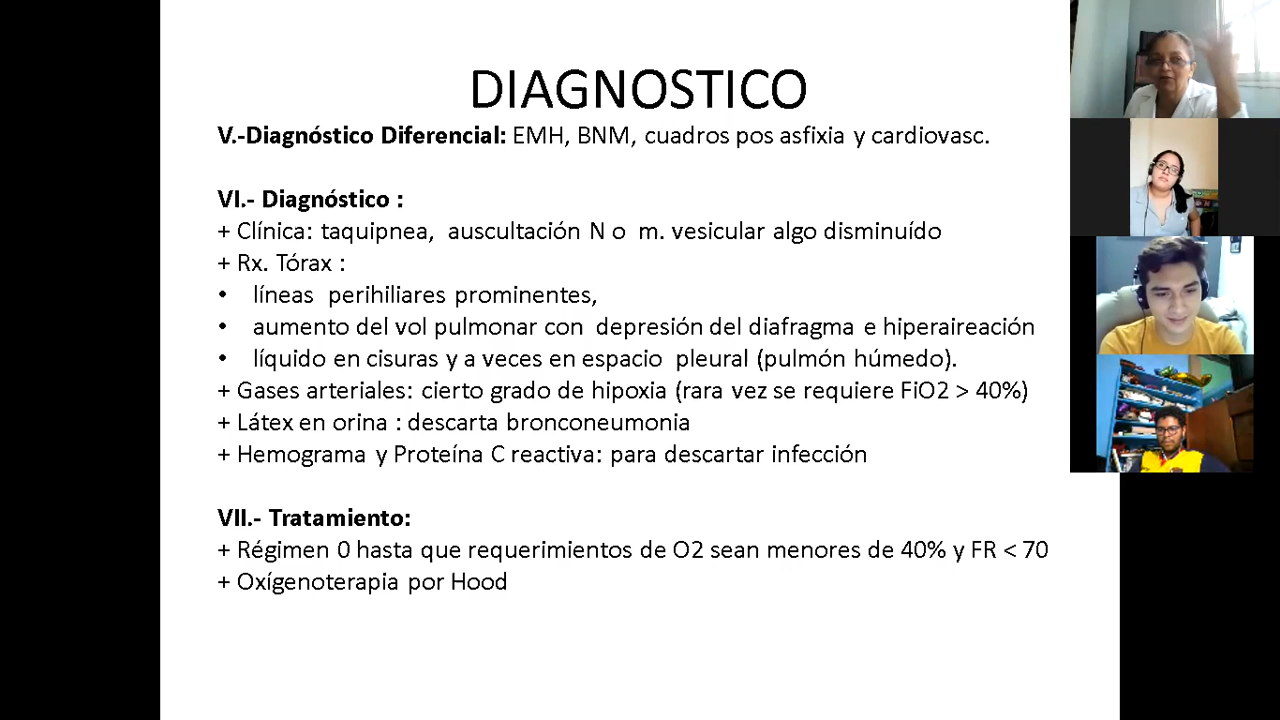 DIAGNOSTICO
V.-Diagnóstico Diferencial: EMH, BNM, cuadros pos asfixia y cardiovasc.
VI.- Diagnóstico :
+ Clínica: taquipnea, auscultación N o m. vesicular algo disminuído
+ Rx. Tórax :
• líneas perihiliares prominentes,
• aumento del vol pulmonar con depresión del diafragma e hiperaireación
• líquido en cisuras y a veces en espacio pleural (pulmón húmedo).
+ Gases arteriales: cierto grado de hipoxia (rara vez se requiere FiO2 > 40%)
+ Látex en orina : descarta bronconeumonia
+ Hemograma y Proteína C reactiva: para descartar infección
VII.- Tratamiento:
+ Régimen 0 hasta que requerimientos de O2 sean menores de 40% y FR < 70
+ Oxígenoterapia por Hood